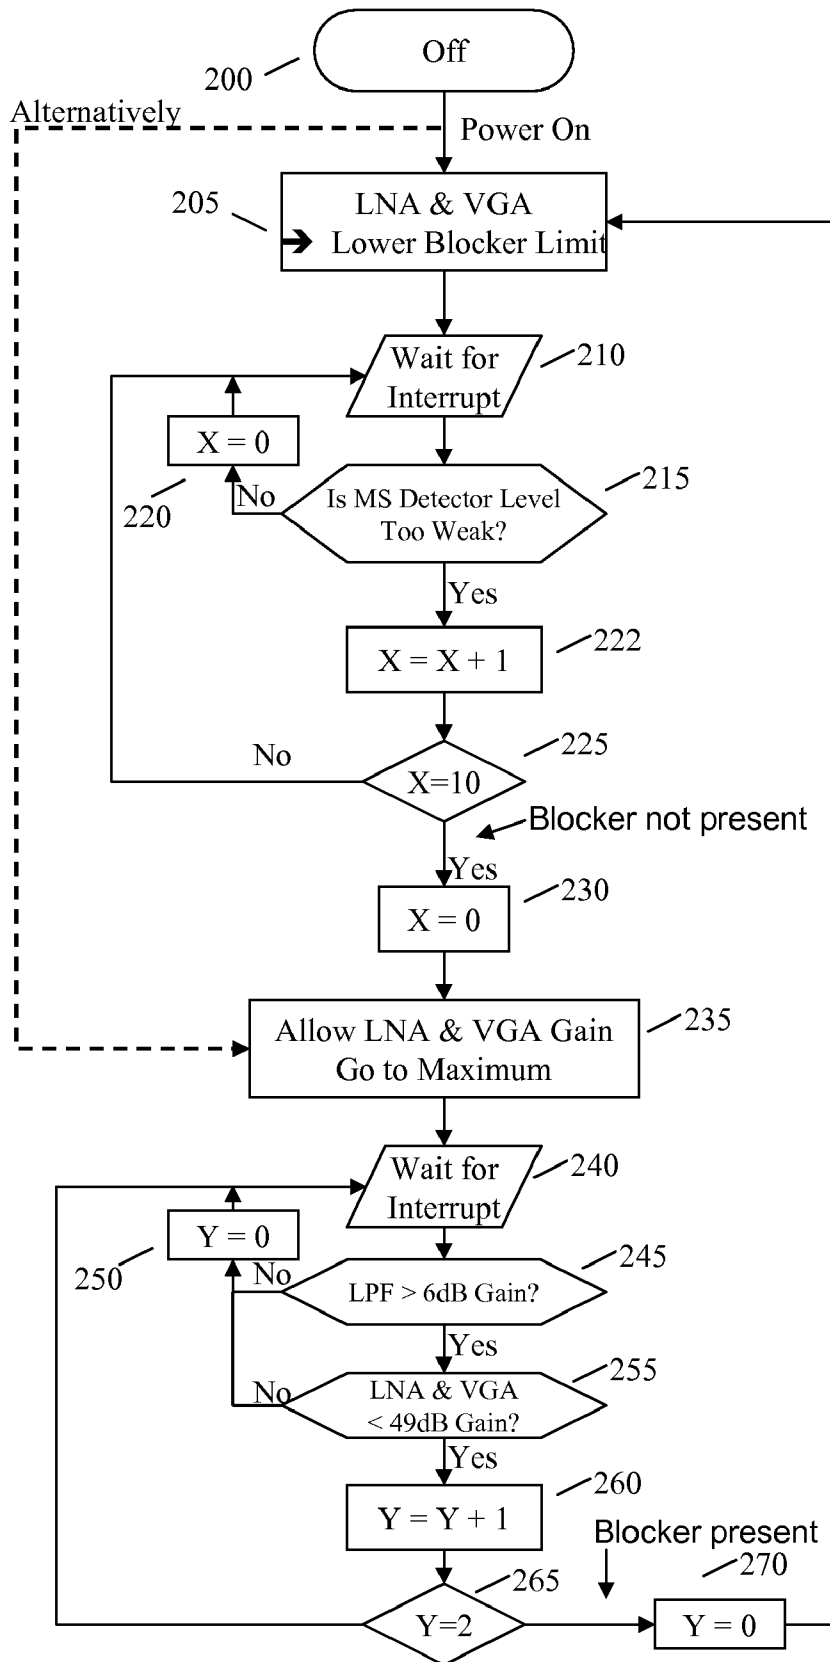 Off
200
Alternatively
Power On
205
LNA & VGA
➔ Lower Blocker Limit
Wait for
Interrupt
210
X = 0
220
No
Is MS Detector Level
Too Weak?
215
Yes
X = X + 1
222
No
X=10
225
Blocker not present
Yes
X = 0
230
Allow LNA & VGA Gain
Go to Maximum
235
Wait for
Interrupt
240
Y = 0
250
No
LPF > 6dB Gain?
245
Yes
No
LNA & VGA
< 49dB Gain?
255
Yes
Y = Y + 1
260
Blocker present
Y=2
265
Y = 0
270